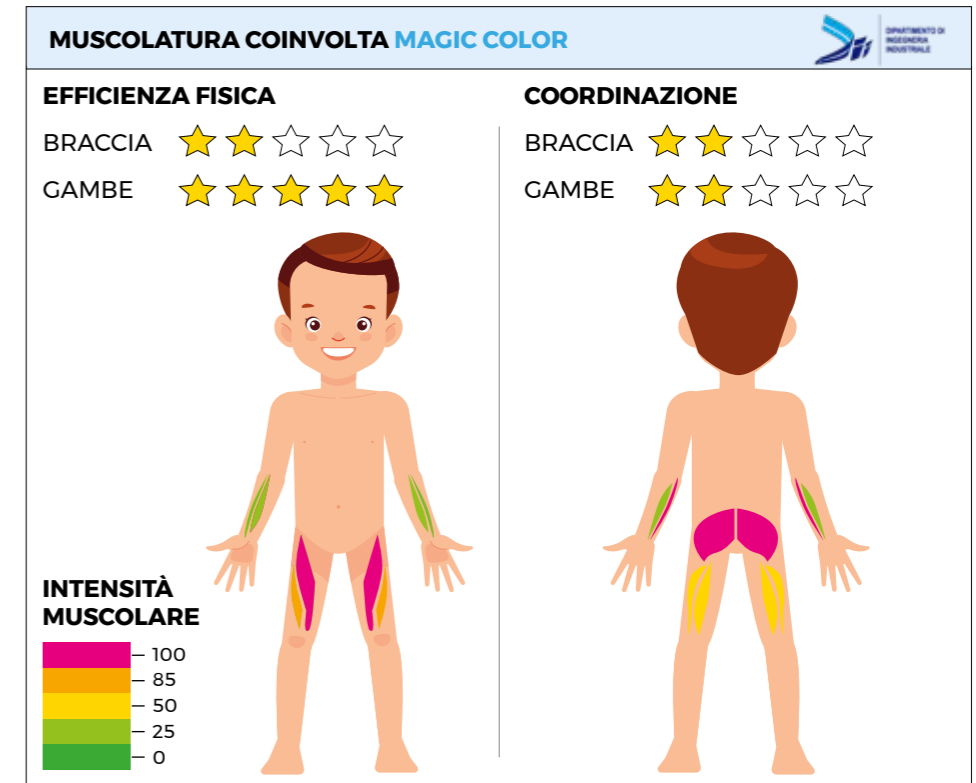 MUSCOLATURA COINVOLTA MAGIC COLOR
DIPARTIMENTO DI
INGEGNERIA
INDUSTRIALE
EFFICIENZA FISICA
BRACCIA
GAMBE
COORDINAZIONE
BRACCIA
GAMBE
INTENSITÀ
MUSCOLARE
100
85
50
25
0